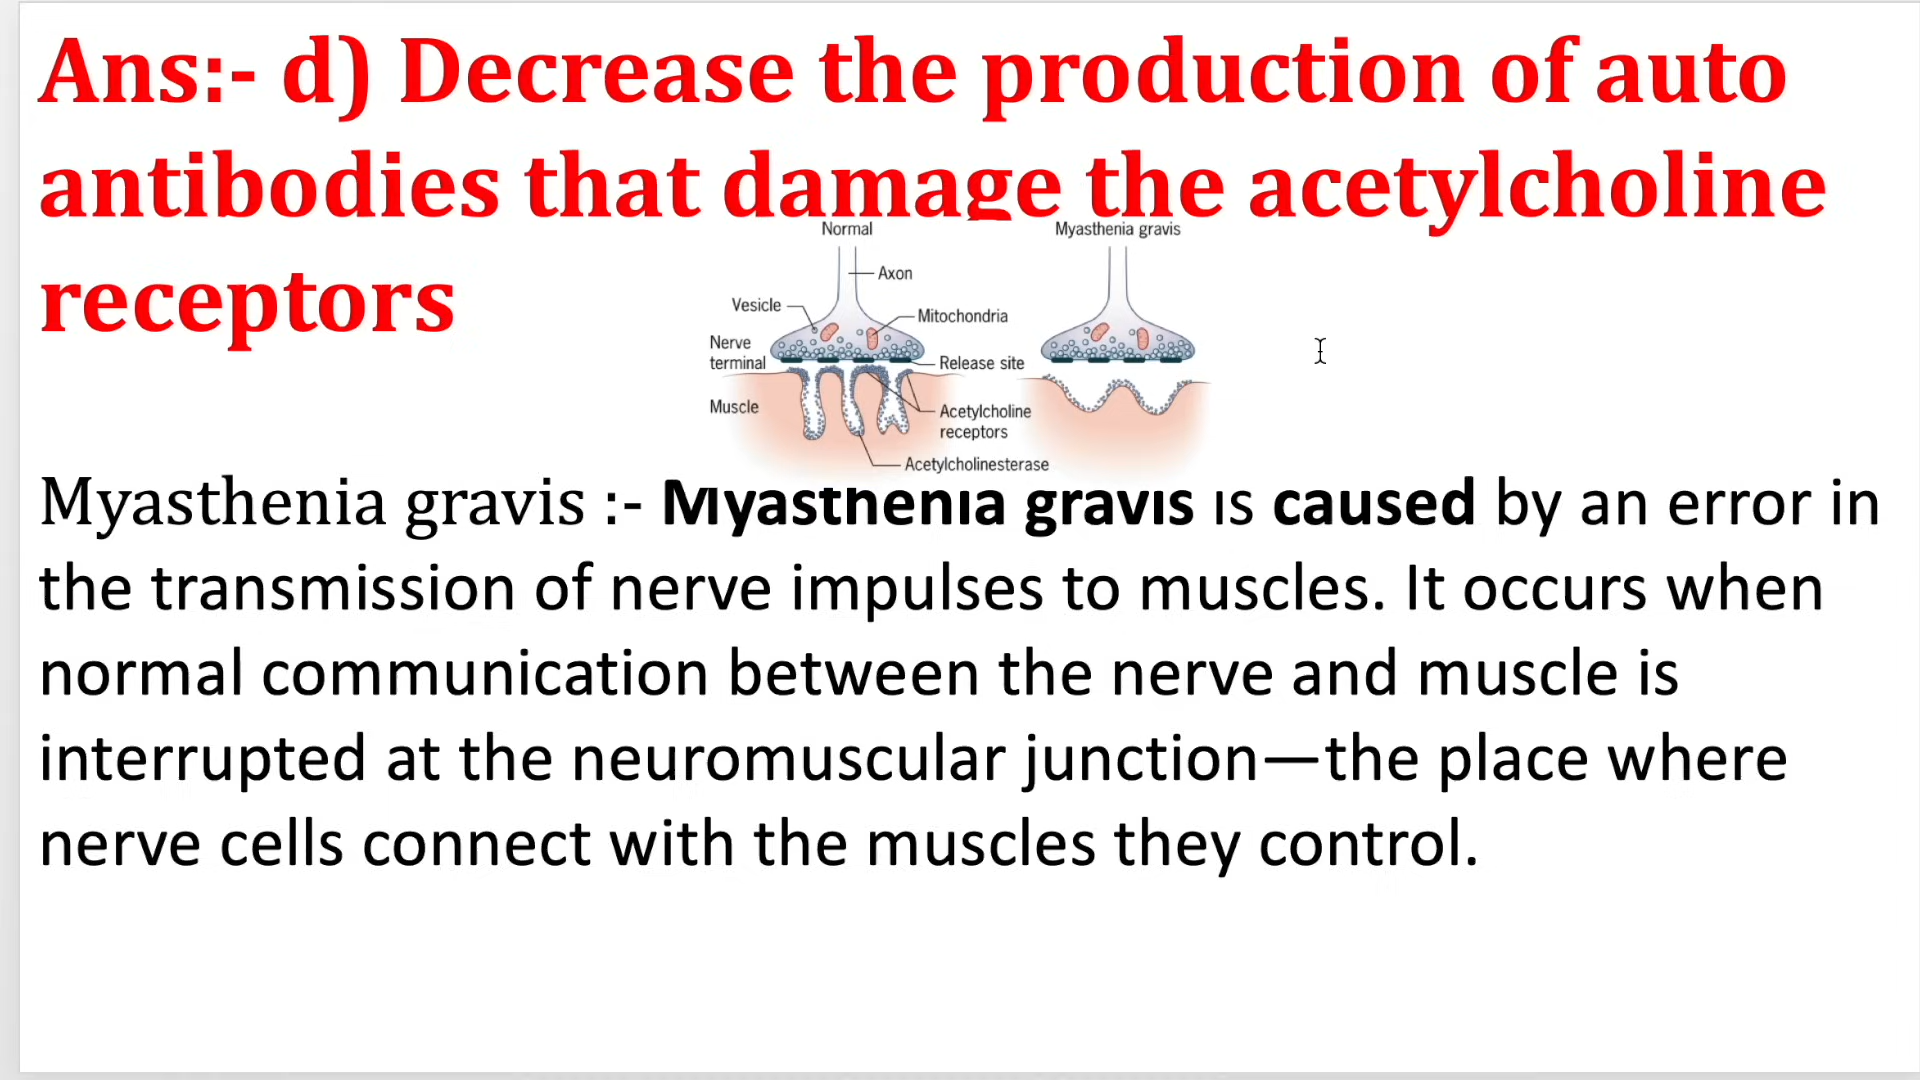 Ans:- d) Decrease the production of auto
antibodies that damage the acetylcholine
receptors
Normal
Myasthenia gravis
Axon
Vesicle
Mitochondria
Nerve
terminal
Release site
Muscle
Acetylcholine
receptors
Acetylcholinesterase
Myasthenia gravis :- Myasthenia gravis is caused by an error in
the transmission of nerve impulses to muscles. It occurs when
normal communication between the nerve and muscle is
interrupted at the neuromuscular junction—the place where
nerve cells connect with the muscles they control.